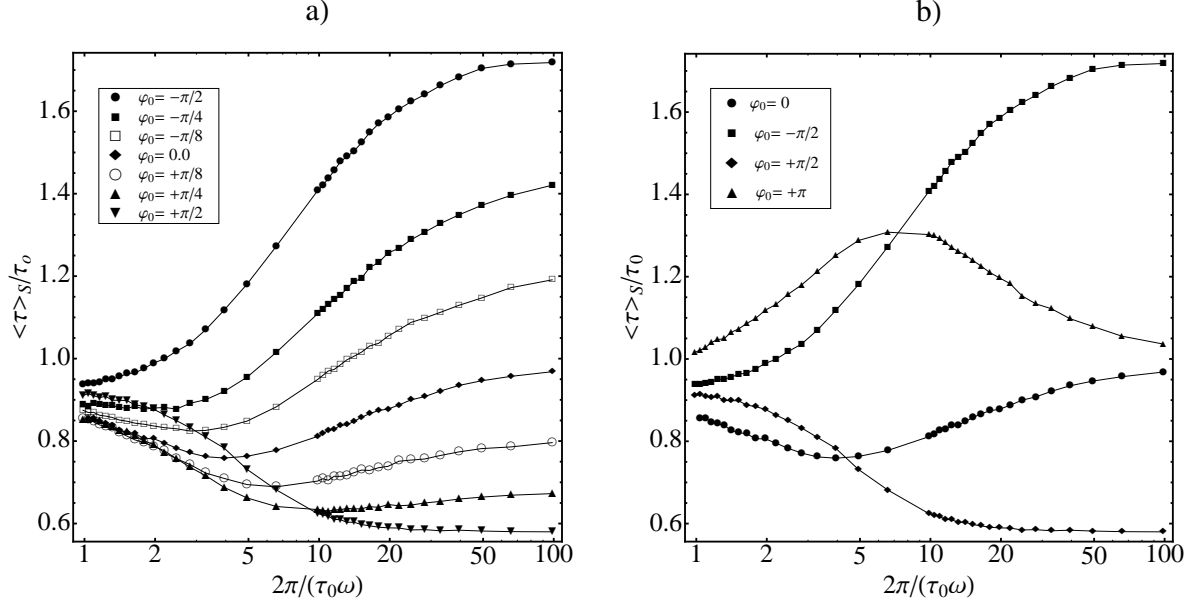 a)
<τ>_S/τ_o
1.6
1.4
1.2
1.0
0.8
0.6
φ₀= −π/2
φ₀= −π/4
φ₀= −π/8
φ₀= 0.0
φ₀= +π/8
φ₀= +π/4
φ₀= +π/2
1 2 5 10 20 50 100
2π/(τ₀ω)
b)
<τ>_S/τ₀
1.6
1.4
1.2
1.0
0.8
0.6
φ₀= 0
φ₀= −π/2
φ₀= +π/2
φ₀= +π
1 2 5 10 20 50 100
2π/(τ₀ω)